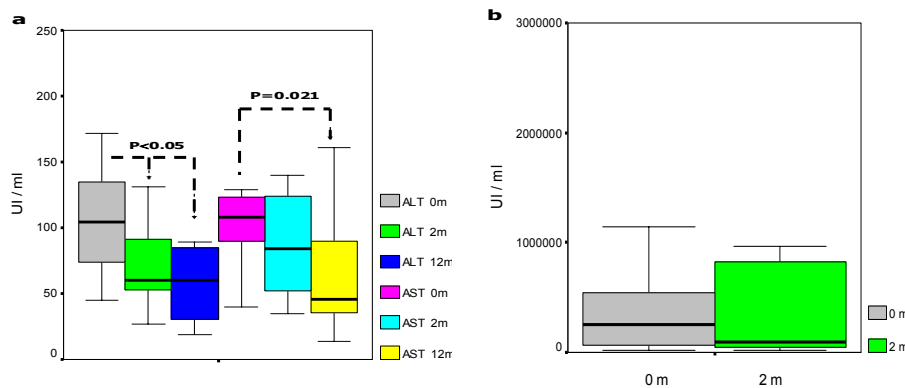 a
250
200
150
100
50
0
UI / ml
P<0.05
P=0.021
ALT 0m
ALT 2m
ALT 12m
AST 0m
AST 2m
AST 12m
b
3000000
2000000
1000000
0
UI / ml
0 m
2 m
0 m
2 m